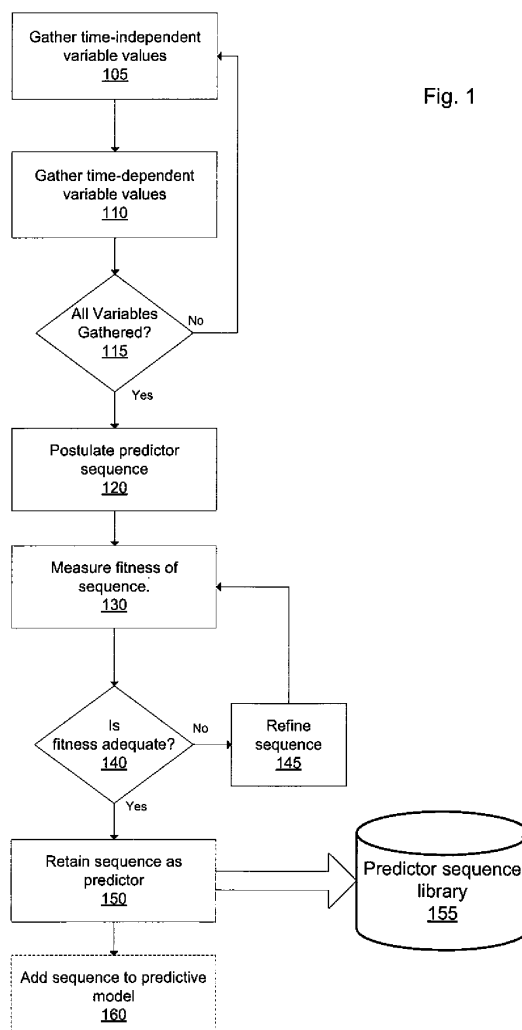 Fig. 1
Gather time-independent
variable values
105
Gather time-dependent
variable values
110
All Variables
Gathered?
115
No
Yes
Postulate predictor
sequence
120
Measure fitness of
sequence.
130
Is
fitness adequate?
140
No
Refine
sequence
145
Yes
Retain sequence as
predictor
150
Predictor sequence
library
155
Add sequence to predictive
model
160